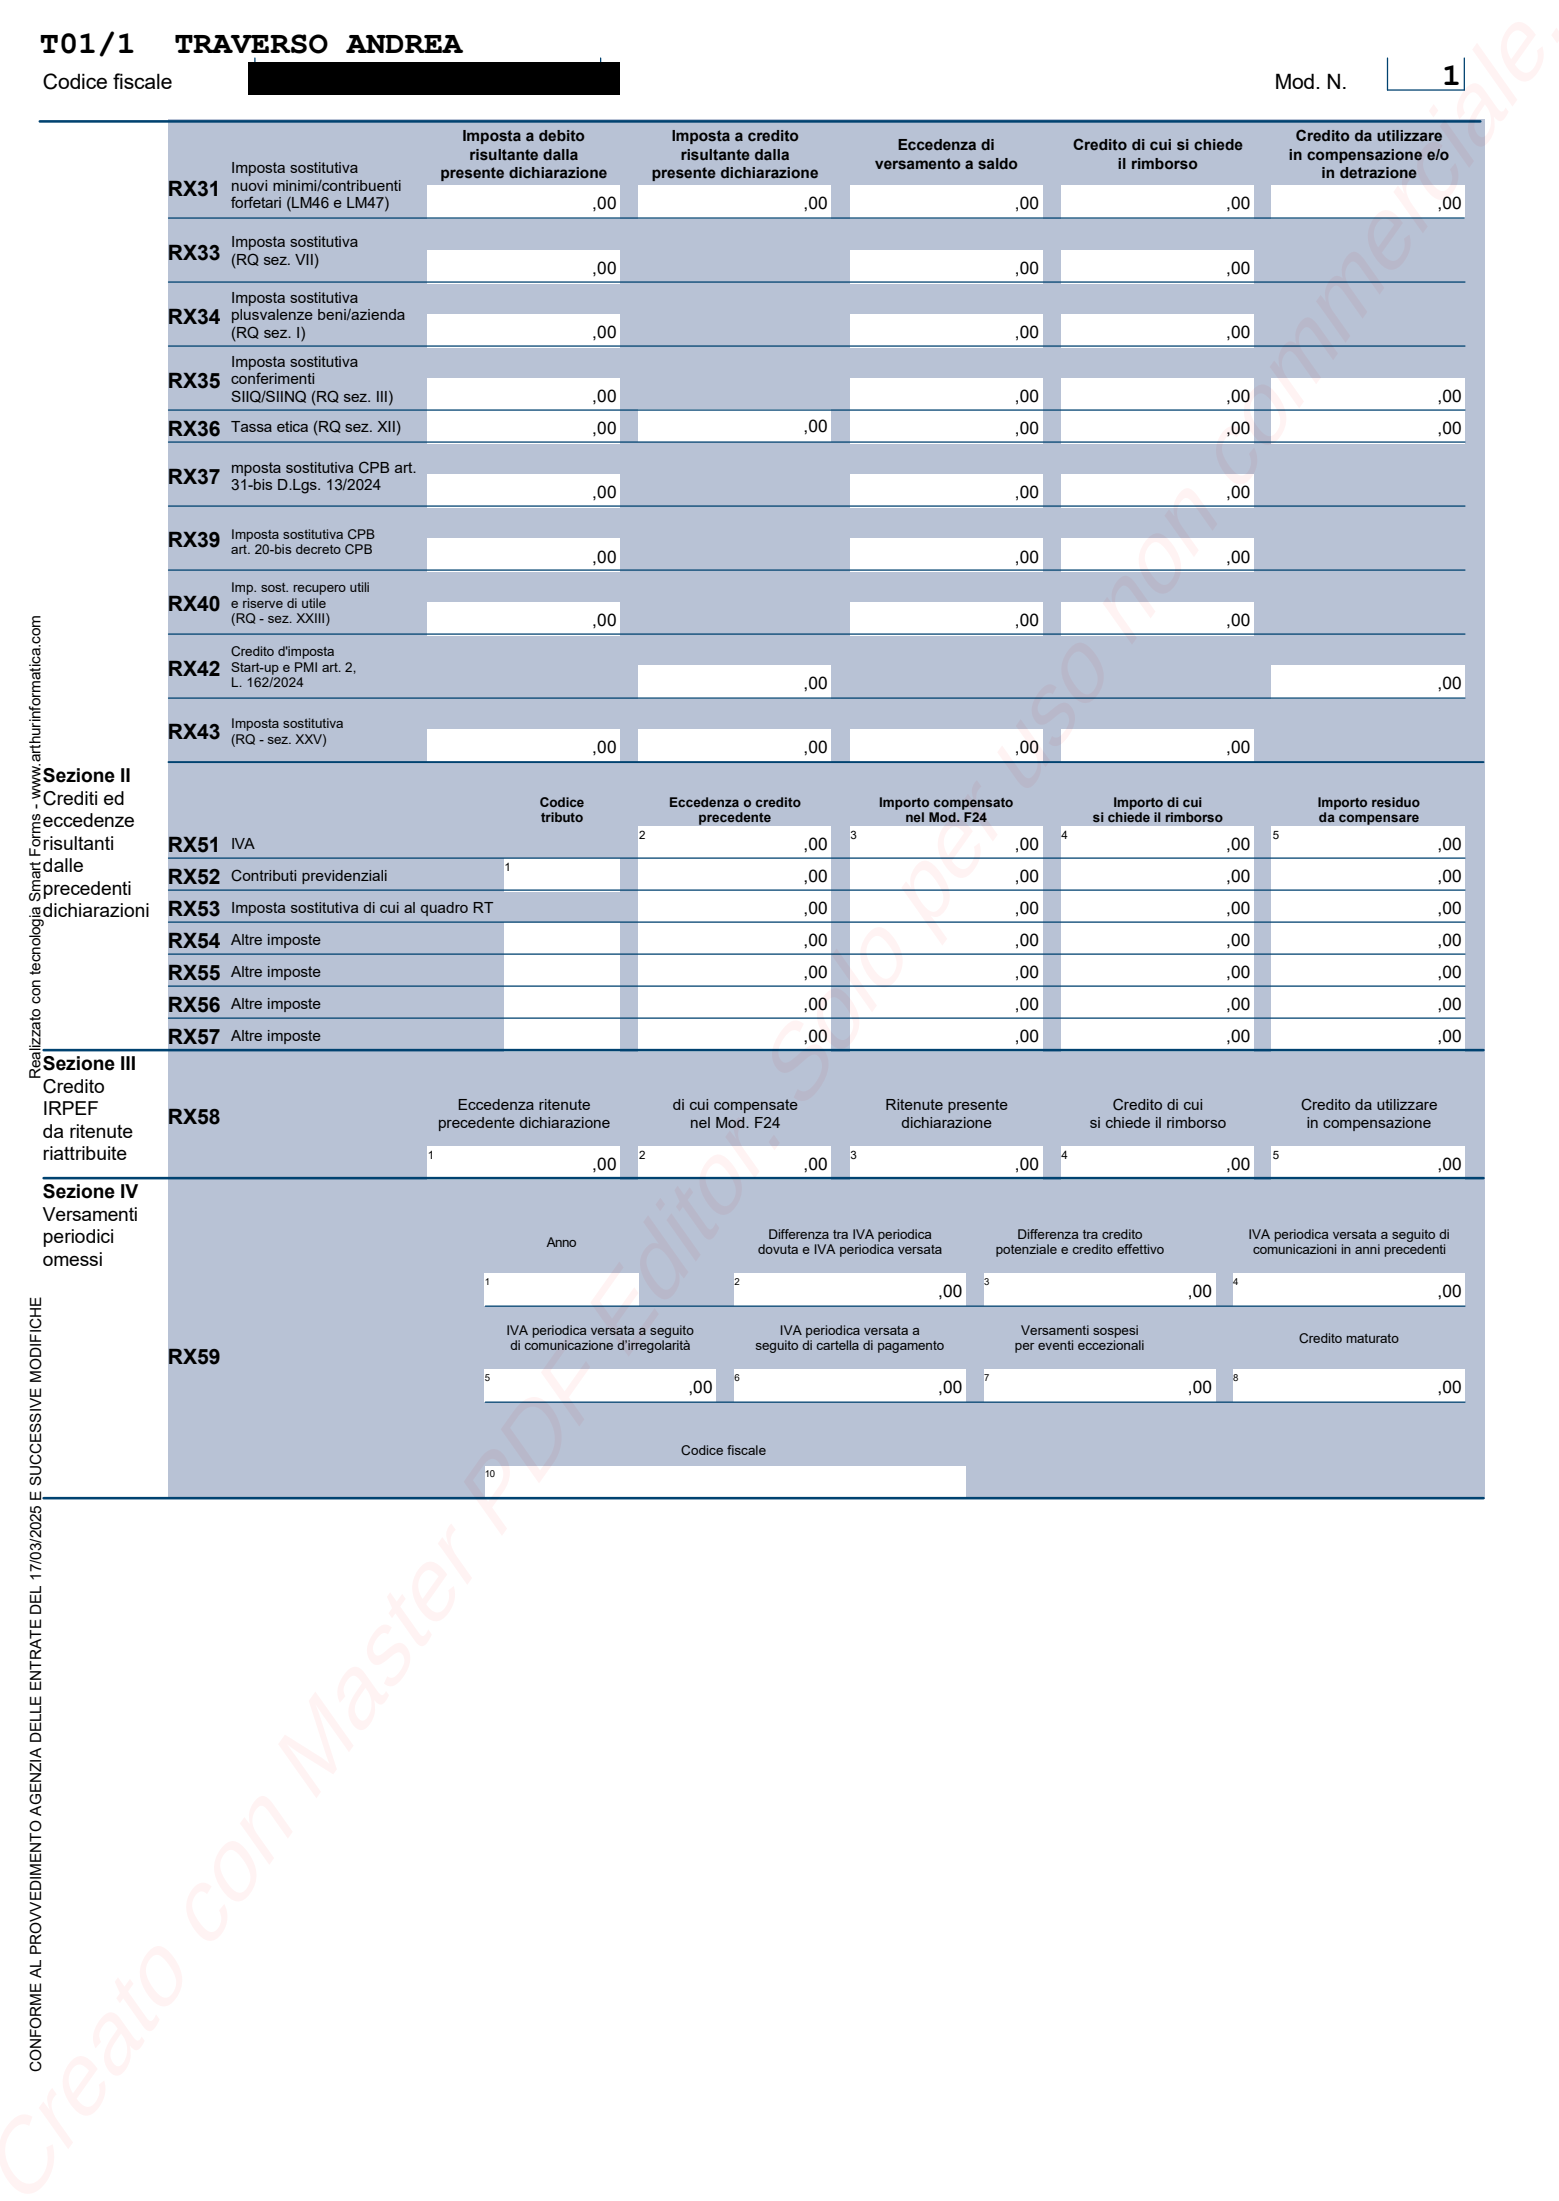 T01/1 TRAVERSO ANDREA
Codice fiscale
Mod. N. 1
Imposta a debito risultante dalla presente dichiarazione
Imposta a credito risultante dalla presente dichiarazione
Eccedenza di versamento a saldo
Credito di cui si chiede il rimborso
Credito da utilizzare in compensazione e/o in detrazione
RX31 Imposta sostitutiva nuovi minimi/contribuenti forfetari (LM46 e LM47) ,00 ,00 ,00 ,00 ,00
RX33 Imposta sostitutiva (RQ sez. VII) ,00 ,00 ,00
RX34 Imposta sostitutiva plusvalenze beni/azienda (RQ sez. I) ,00 ,00 ,00
RX35 Imposta sostitutiva conferimenti SIIQ/SIINQ (RQ sez. III) ,00 ,00 ,00 ,00
RX36 Tassa etica (RQ sez. XII) ,00 ,00 ,00 ,00 ,00
RX37 mposta sostitutiva CPB art. 31-bis D.Lgs. 13/2024 ,00 ,00 ,00
RX39 Imposta sostitutiva CPB art. 20-bis decreto CPB ,00 ,00 ,00
RX40 Imp. sost. recupero utili e riserve di utile (RQ - sez. XXIII) ,00 ,00 ,00
RX42 Credito d'imposta Start-up e PMI art. 2, L. 162/2024 ,00 ,00
RX43 Imposta sostitutiva (RQ - sez. XXV) ,00 ,00 ,00 ,00
Sezione II
Crediti ed
eccedenze
risultanti
dalle
precedenti
dichiarazioni
Codice tributo
Eccedenza o credito precedente
Importo compensato nel Mod. F24
Importo di cui si chiede il rimborso
Importo residuo da compensare
RX51 IVA 2 ,00 3 ,00 4 ,00 5 ,00
RX52 Contributi previdenziali 1 ,00 ,00 ,00 ,00
RX53 Imposta sostitutiva di cui al quadro RT ,00 ,00 ,00 ,00
RX54 Altre imposte ,00 ,00 ,00 ,00
RX55 Altre imposte ,00 ,00 ,00 ,00
RX56 Altre imposte ,00 ,00 ,00 ,00
RX57 Altre imposte ,00 ,00 ,00 ,00
Sezione III
Credito
IRPEF
da ritenute
riattribuite
RX58
Eccedenza ritenute precedente dichiarazione
di cui compensate nel Mod. F24
Ritenute presente dichiarazione
Credito di cui si chiede il rimborso
Credito da utilizzare in compensazione
1 ,00 2 ,00 3 ,00 4 ,00 5 ,00
Sezione IV
Versamenti
periodici
omessi
RX59
Anno
Differenza tra IVA periodica dovuta e IVA periodica versata
Differenza tra credito potenziale e credito effettivo
IVA periodica versata a seguito di comunicazioni in anni precedenti
1 2 ,00 3 ,00 4 ,00
IVA periodica versata a seguito di comunicazione d'irregolarità
IVA periodica versata a seguito di cartella di pagamento
Versamenti sospesi per eventi eccezionali
Credito maturato
5 ,00 6 ,00 7 ,00 8 ,00
Codice fiscale
10
Realizzato con tecnologia Smart Forms - www.arthurinformatica.com
CONFORME AL PROVVEDIMENTO AGENZIA DELLE ENTRATE DEL 17/03/2025 E SUCCESSIVE MODIFICHE
Creato con Master PDF Editor. Solo per uso non commerciale.